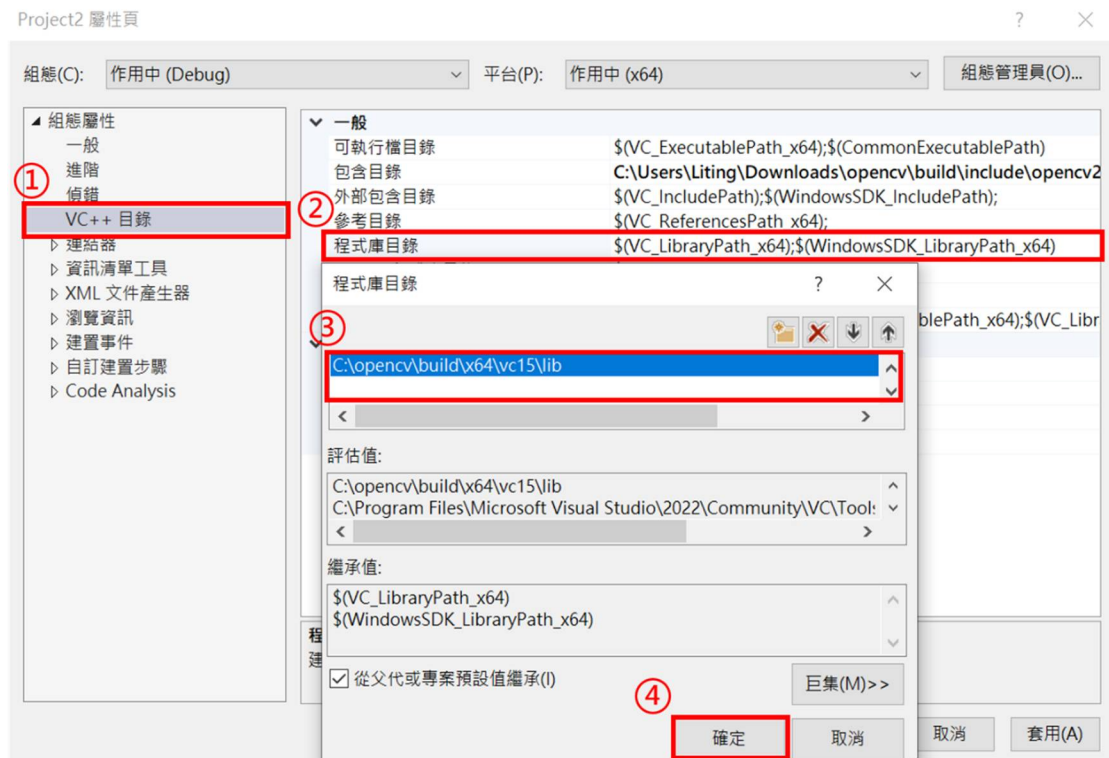 Project2 屬性頁 ? ×
組態(C): 作用中 (Debug) 平台(P): 作用中 (x64) 組態管理員(O)...
組態屬性
一般
進階
偵錯
① VC++ 目錄
連結器
資訊清單工具
XML 文件產生器
瀏覽資訊
建置事件
自訂建置步驟
Code Analysis
一般
可執行檔目錄 $(VC_ExecutablePath_x64);$(CommonExecutablePath)
包含目錄 C:\Users\Liting\Downloads\opencv\build\include\opencv2
外部包含目錄 $(VC_IncludePath);$(WindowsSDK_IncludePath);
參考目錄 $(VC_ReferencesPath_x64);
② 程式庫目錄 $(VC_LibraryPath_x64);$(WindowsSDK_LibraryPath_x64)
blePath_x64);$(VC_Libr
程式庫目錄 ? ×
③
C:\opencv\build\x64\vc15\lib
評估值:
C:\opencv\build\x64\vc15\lib
C:\Program Files\Microsoft Visual Studio\2022\Community\VC\Tools
繼承值:
$(VC_LibraryPath_x64)
$(WindowsSDK_LibraryPath_x64)
從父代或專案預設值繼承(I) 巨集(M)>>
④ 確定 取消
程
建
取消 套用(A)